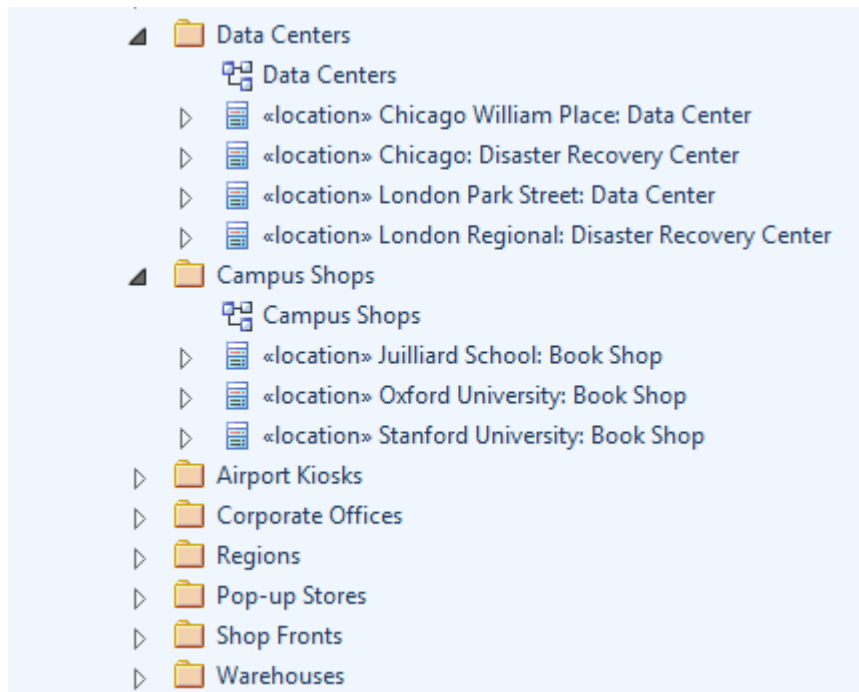 Data Centers
Data Centers
«location» Chicago William Place: Data Center
«location» Chicago: Disaster Recovery Center
«location» London Park Street: Data Center
«location» London Regional: Disaster Recovery Center
Campus Shops
Campus Shops
«location» Juilliard School: Book Shop
«location» Oxford University: Book Shop
«location» Stanford University: Book Shop
Airport Kiosks
Corporate Offices
Regions
Pop-up Stores
Shop Fronts
Warehouses